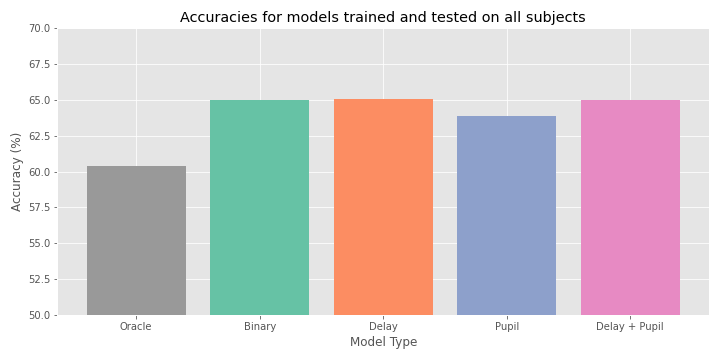 Accuracies for models trained and tested on all subjects
70.0
67.5
65.0
62.5
60.0
57.5
55.0
52.5
50.0
Accuracy (%)
Oracle Binary Delay Pupil Delay + Pupil
Model Type